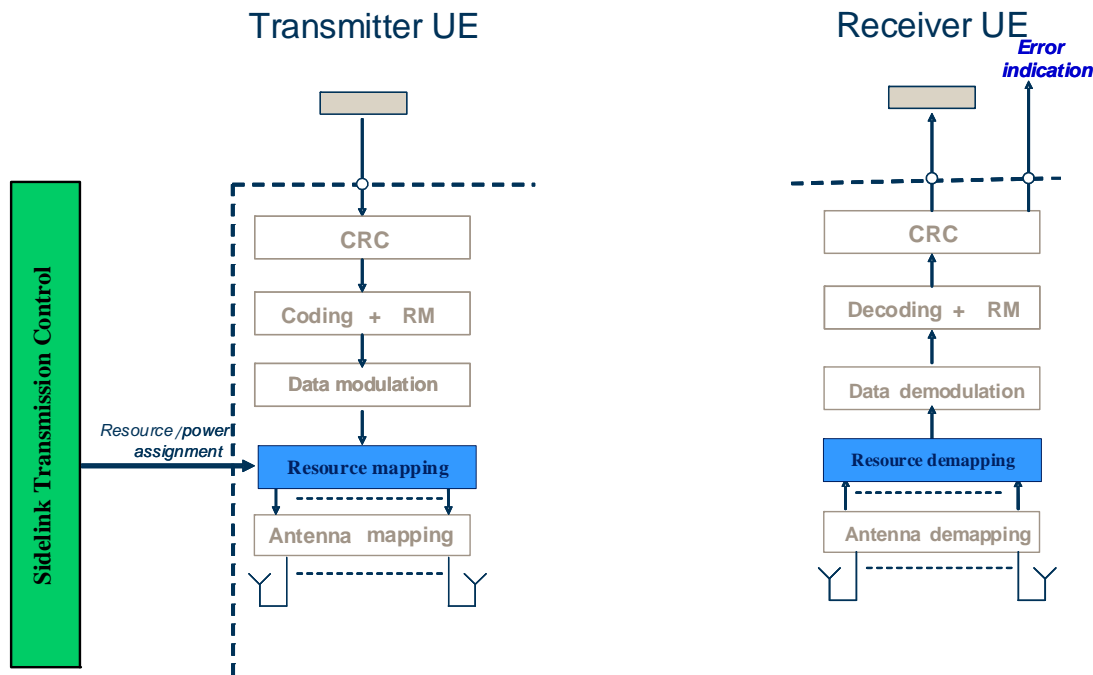 Transmitter UE
Receiver UE
Error
indication
CRC
CRC
Coding + RM
Decoding + RM
Data modulation
Data demodulation
Sidelink Transmission Control
Resource /power
assignment
Resource mapping
Resource demapping
Antenna mapping
Antenna demapping